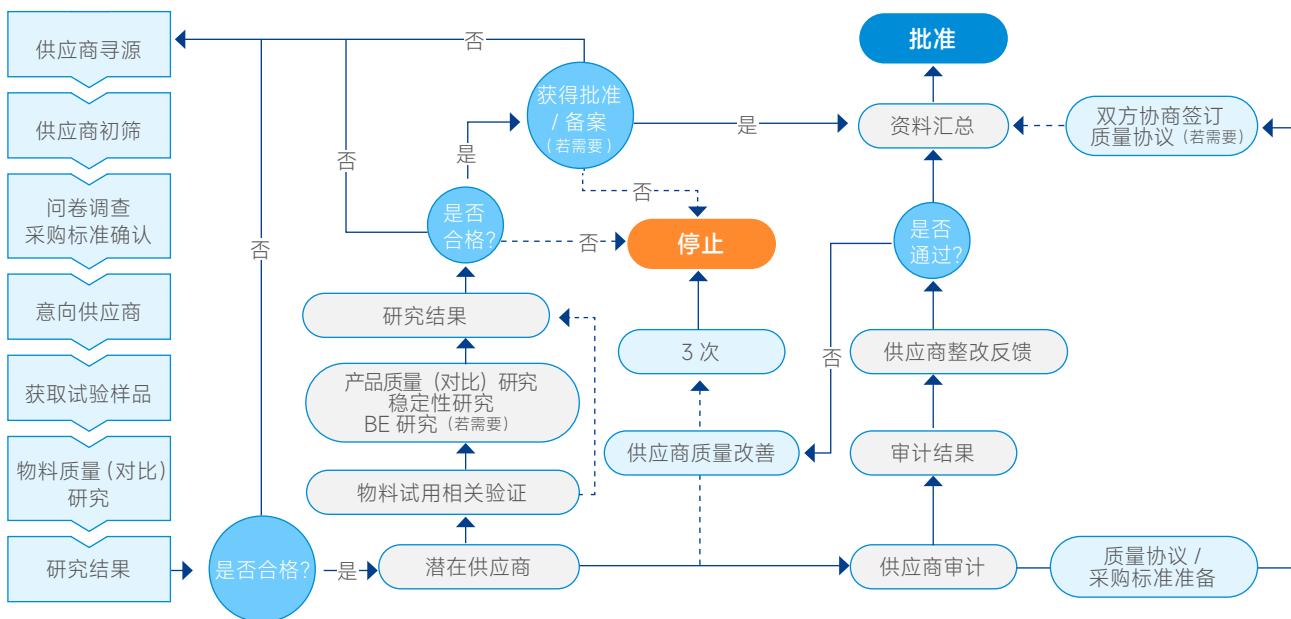 供应商寻源
供应商初筛
问卷调查
采购标准确认
意向供应商
获取试验样品
物料质量（对比）
研究
研究结果
是否合格？
否
是
潜在供应商
物料试用相关验证
产品质量（对比）研究
稳定性研究
BE 研究（若需要）
研究结果
是否
合格？
否
否
是
获得批准
/ 备案
（若需要）
否
否
是
停止
3 次
供应商质量改善
否
批准
资料汇总
是否
通过？
供应商整改反馈
审计结果
供应商审计
双方协商签订
质量协议（若需要）
质量协议 /
采购标准准备